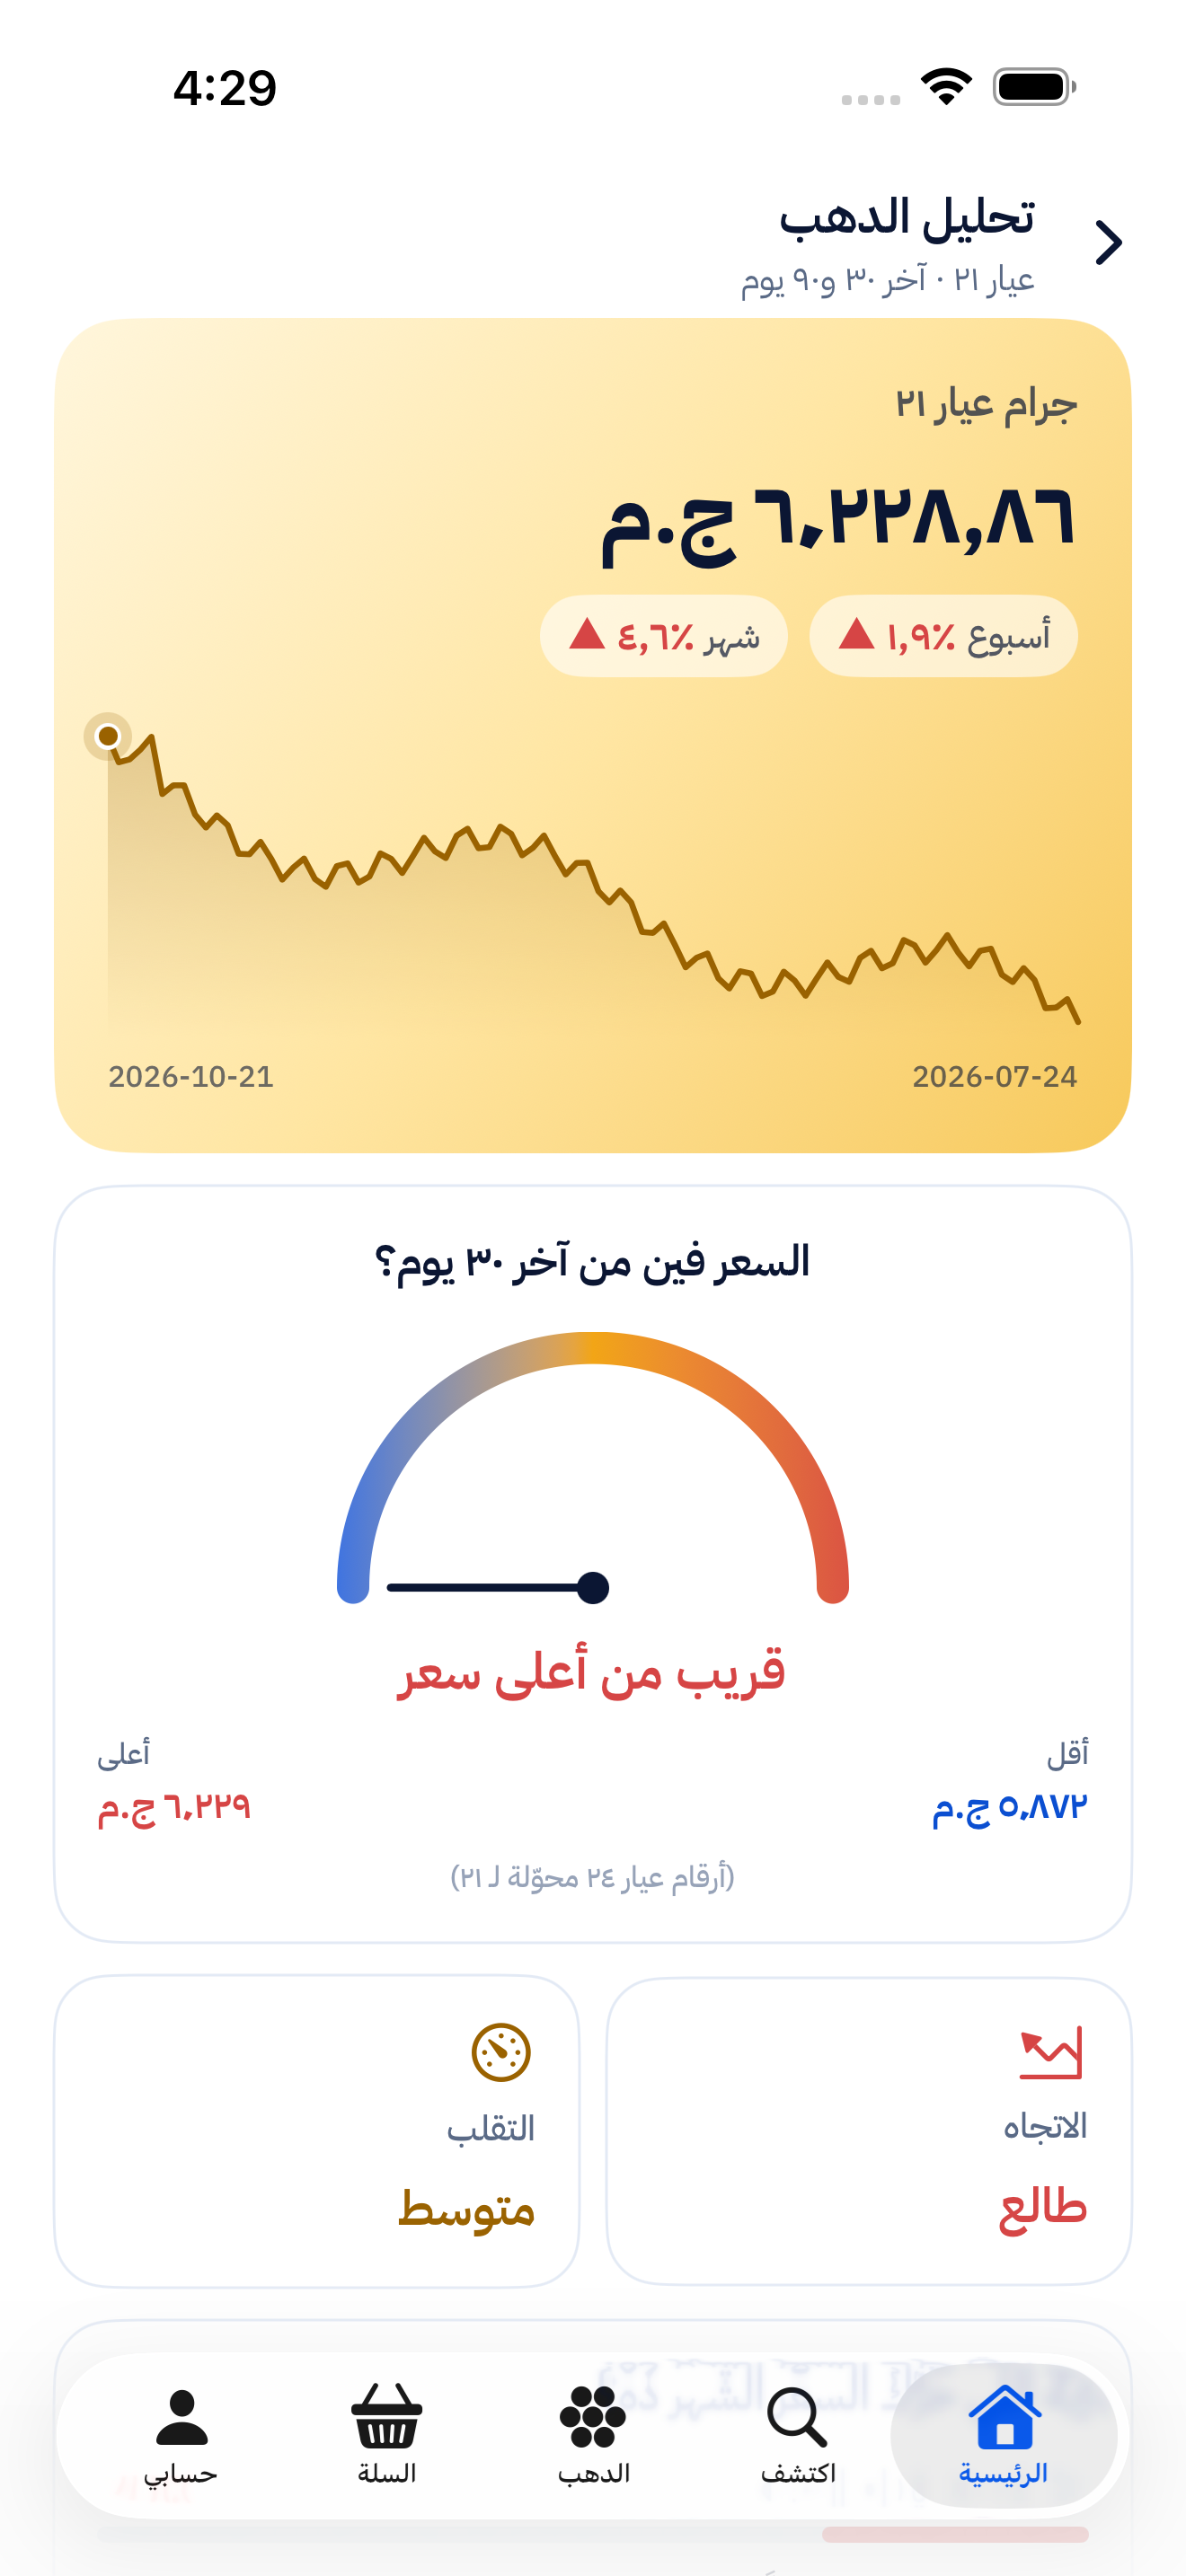 4:29
تحليل الدهب
عيار ٢١ · آخر ٣٠ و٩٠ يوم
جرام عيار ٢١
٦٬٢٢٨٫٨٦ ج.م
أسبوع ٪١٫٩ ▲
شهر ٪٤٫٦ ▲
2026-07-24
2026-10-21
السعر فين من آخر ٣٠ يوم؟
قريب من أعلى سعر
أقل
أعلى
٥٬٨٧٢ ج.م
٦٬٢٢٩ ج.م
(أرقام عيار ٢٤ محوّلة لـ ٢١)
الاتجاه
طالع
التقلب
متوسط
الرئيسية
اكتشف
الدهب
السلة
حسابي